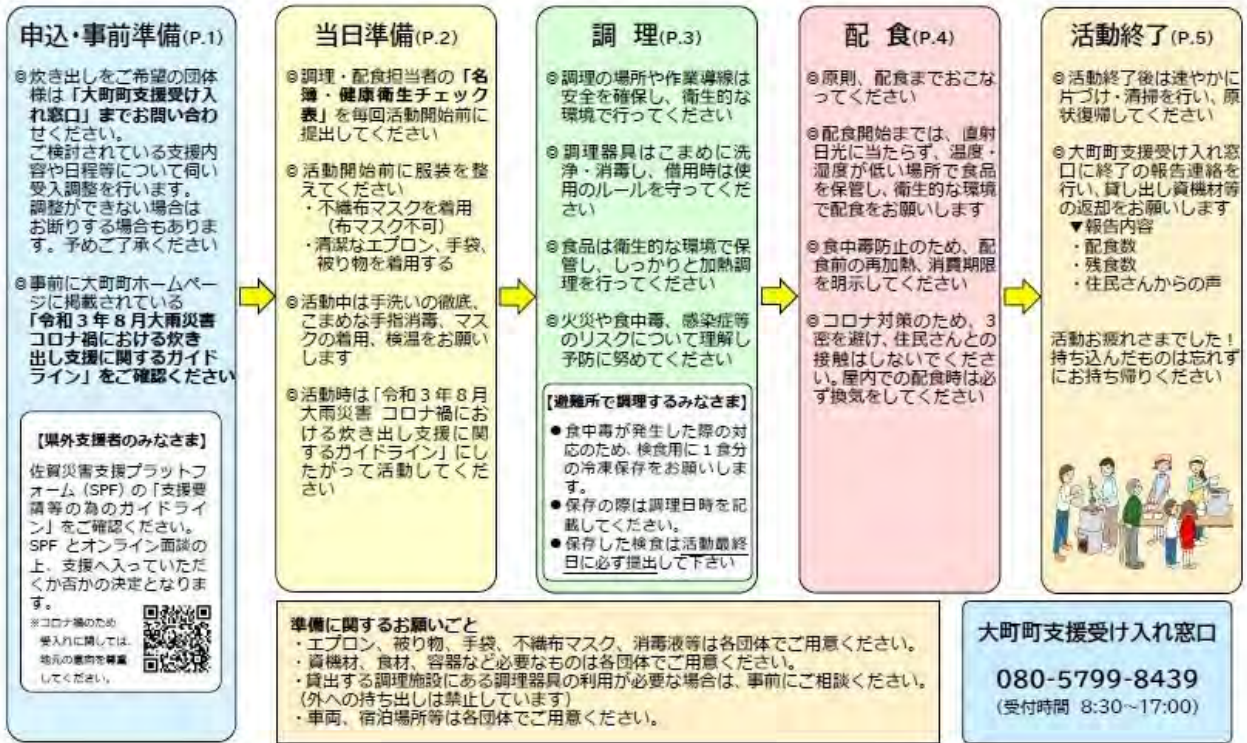 申込・事前準備(P.1)
◎炊き出しをご希望の団体
様は「大町町支援受け入
れ窓口」までお問い合わ
せください。
ご検討されている支援内
容や日程等について伺い
受入調整を行います。
調整ができない場合は
お断りする場合もありま
す。予めご了承ください
◎事前に大町町ホームペー
ジに掲載されている
「令和３年８月大雨災害
コロナ禍における炊き
出し支援に関するガイド
ライン」をご確認ください
【県外支援者のみなさま】
佐賀災害支援プラットフ
ォーム（SPF）の「支援要
請等の為のガイドライ
ン」をご確認ください。
SPF とオンライン面談の
上、支援へ入っていただ
くか否かの決定となりま
す。
※コロナ禍のため
受入れに関しては、
地元の意向を尊重
してください。
当日準備(P.2)
◎調理・配食担当者の「名
簿・健康衛生チェック
表」を毎回活動開始前に
提出してください
◎活動開始前に服装を整
えてください
・不織布マスクを着用
（布マスク不可）
・清潔なエプロン、手袋、
被り物を着用する
◎活動中は手洗いの徹底、
こまめな手指消毒、マス
クの着用、検温をお願い
します
◎活動時は「令和３年８月
大雨災害 コロナ禍にお
ける炊き出し支援に関
するガイドライン」にし
たがって活動してくだ
さい
調 理(P.3)
◎調理の場所や作業導線は
安全を確保し、衛生的な
環境で行ってください
◎調理器具はこまめに洗
浄・消毒し、借用時は使
用のルールを守ってくだ
さい
◎食品は衛生的な環境で保
管し、しっかりと加熱調
理を行ってください
◎火災や食中毒、感染症等
のリスクについて理解し
予防に努めてください
【避難所で調理するみなさま】
●食中毒が発生した際の対
応のため、検食用に１食分
の冷凍保存をお願いしま
す。
●保存の際は調理日時を記
載してください。
●保存した検食は活動最終
日に必ず提出して下さい
配 食(P.4)
◎原則、配食までおこな
ってください
◎配食開始までは、直射
日光に当たらず、温度・
湿度が低い場所で食品
を保管し、衛生的な環境
で配食をお願いします
◎食中毒防止のため、配
食前の再加熱、消費期限
を明示してください
◎コロナ対策のため、３
密を避け、住民さんとの
接触はしないでくださ
い。屋内での配食時は必
ず換気をしてください
活動終了(P.5)
◎活動終了後は速やかに
片づけ・清掃を行い、原
状復帰してください
◎大町町支援受け入れ窓
口に終了の報告連絡を
行い、貸し出し資機材等
の返却をお願いします
▼報告内容
・配食数
・残食数
・住民さんからの声
活動お疲れさまでした！
持ち込んだものは忘れず
にお持ち帰りください
準備に関するお願いごと
・エプロン、被り物、手袋、不織布マスク、消毒液等は各団体でご用意ください。
・資機材、食材、容器など必要なものは各団体でご用意ください。
・貸出する調理施設にある調理器具の利用が必要な場合は、事前にご相談ください。
（外への持ち出しは禁止しています）
・車両、宿泊場所等は各団体でご用意ください。
大町町支援受け入れ窓口
080-5799-8439
（受付時間 8:30～17:00）